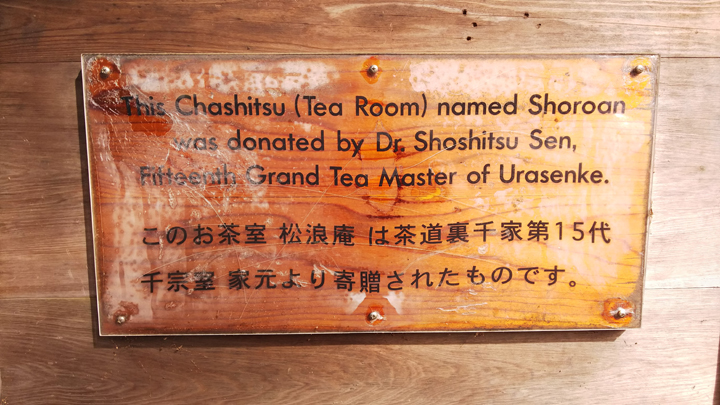 This Chashitsu (Tea Room) named Shoroan
was donated by Dr. Shoshitsu Sen,
Fifteenth Grand Tea Master of Urasenke.
このお茶室 松浪庵 は茶道裏千家第15代
千宗室 家元より寄贈されたものです。